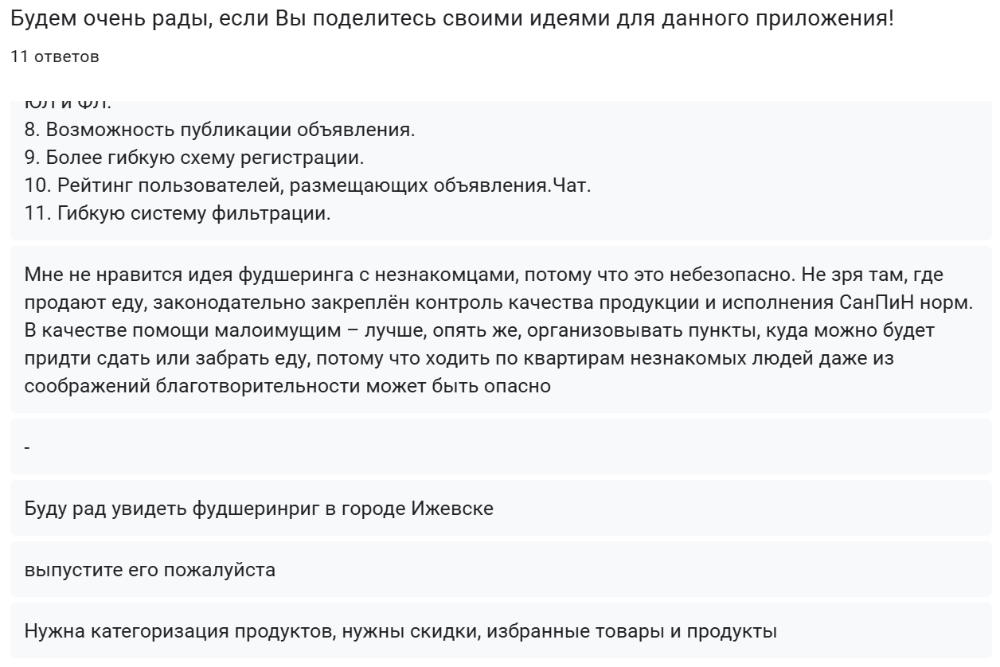 Будем очень рады, если Вы поделитесь своими идеями для данного приложения!
11 ответов
ЮЛ и ФЛ.
8. Возможность публикации объявления.
9. Более гибкую схему регистрации.
10. Рейтинг пользователей, размещающих объявления.Чат.
11. Гибкую систему фильтрации.
Мне не нравится идея фудшеринга с незнакомцами, потому что это небезопасно. Не зря там, где
продают еду, законодательно закреплён контроль качества продукции и исполнения СанПиН норм.
В качестве помощи малоимущим – лучше, опять же, организовывать пункты, куда можно будет
придти сдать или забрать еду, потому что ходить по квартирам незнакомых людей даже из
соображений благотворительности может быть опасно
-
Буду рад увидеть фудшеринриг в городе Ижевске
выпустите его пожалуйста
Нужна категоризация продуктов, нужны скидки, избранные товары и продукты